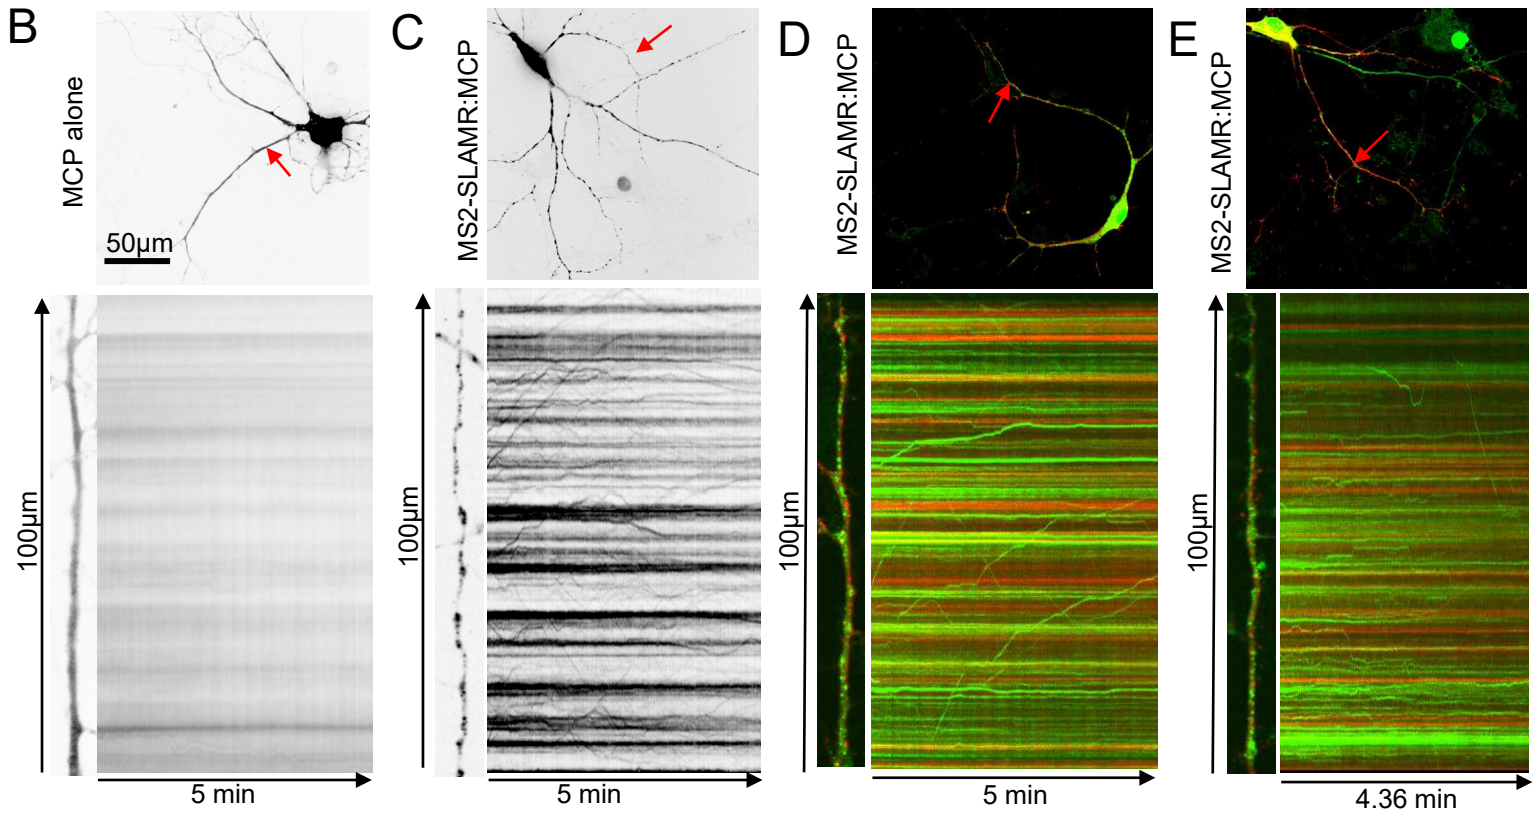 B
MCP alone
50µm
100µm
5 min
C
MS2-SLAMR:MCP
100µm
5 min
D
MS2-SLAMR:MCP
100µm
5 min
E
MS2-SLAMR:MCP
100µm
4.36 min